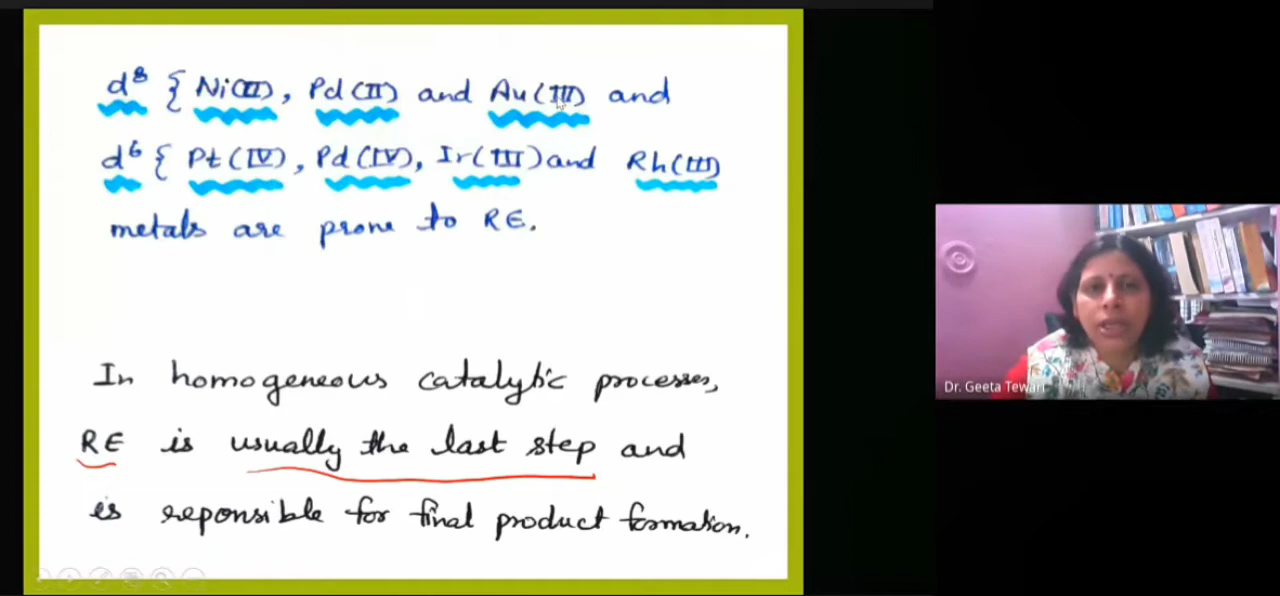 d⁸ { Ni(II), Pd(II) and Au(III) and
d⁶ { Pt(IV), Pd(IV), Ir(III) and Rh(III)
metals are prone to RE.
In homogeneous catalytic processes,
RE is usually the last step and
is reponsible for final product formation.
Dr. Geeta Tewari